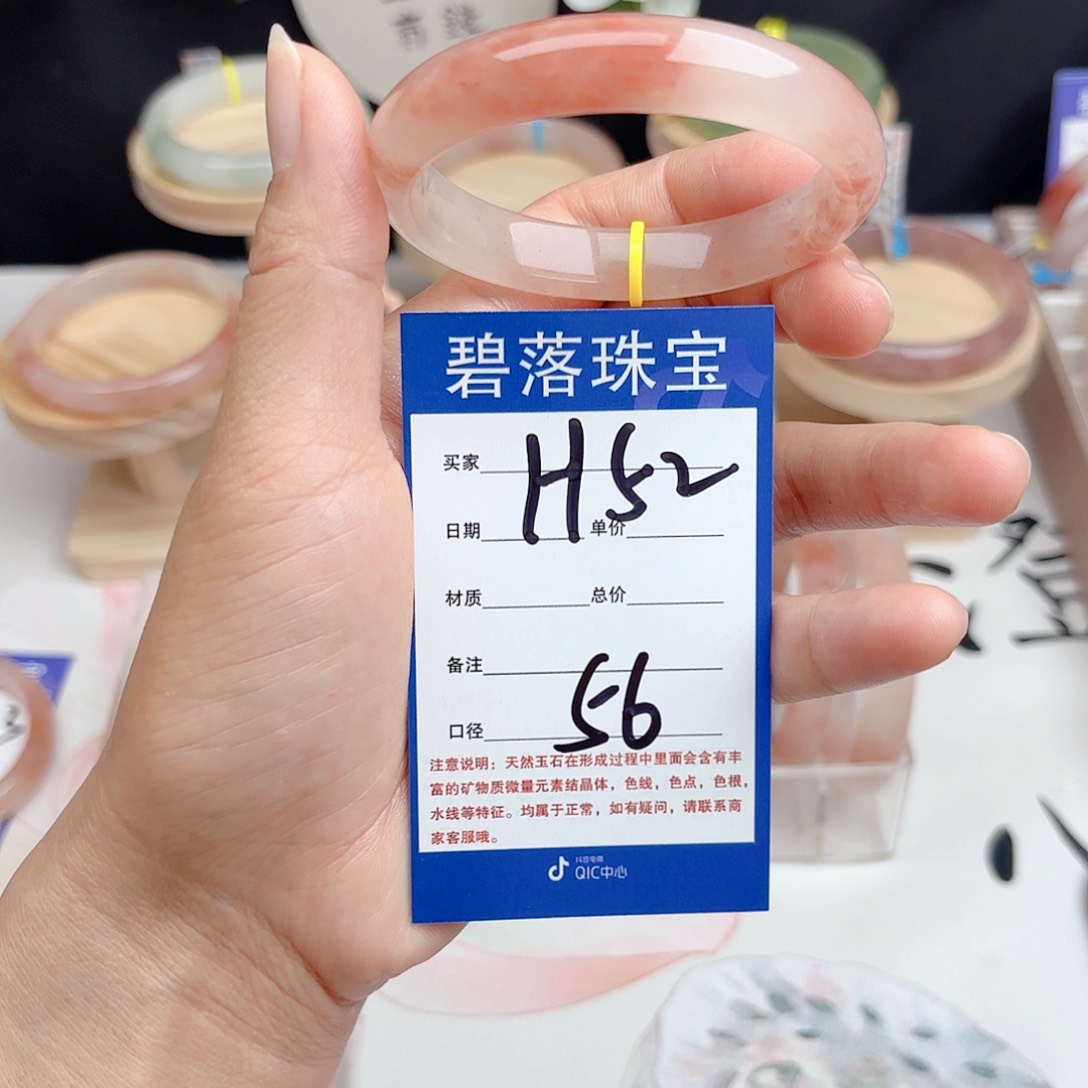 碧落珠宝
买家 H52
日期 单价
材质 总价
备注
口径 56
注意说明：天然玉石在形成过程中里面会含有丰
富的矿物质微量元素结晶体，色线，色点，色根，
水线等特征。均属于正常，如有疑问，请联系商
家客服哦。
抖音电商
QIC中心